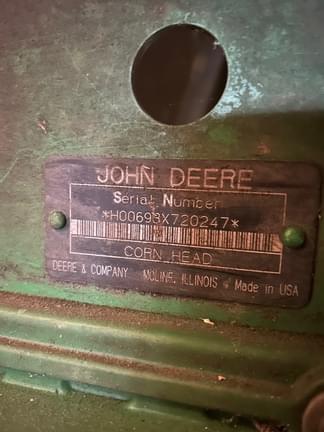 JOHN DEERE
Serial Number
*H00693X720247*
CORN HEAD
DEERE & COMPANY MOLINE, ILLINOIS Made in USA